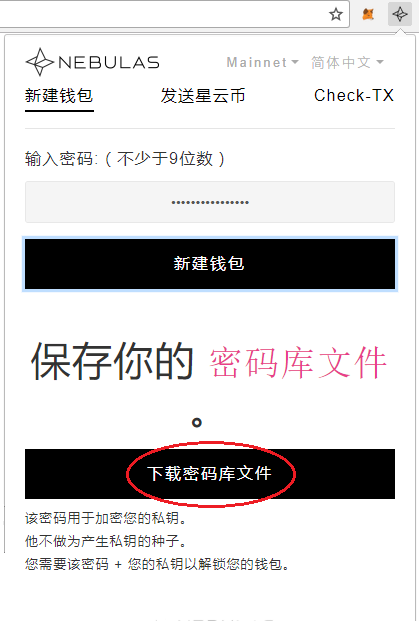 NEBULAS Mainnet 简体中文
新建钱包 发送星云币 Check-TX
输入密码:（不少于9位数）
••••••••••••••••
新建钱包
保存你的 密码库文件
。
下载密码库文件
该密码用于加密您的私钥。
他不做为产生私钥的种子。
您需要该密码 + 您的私钥以解锁您的钱包。